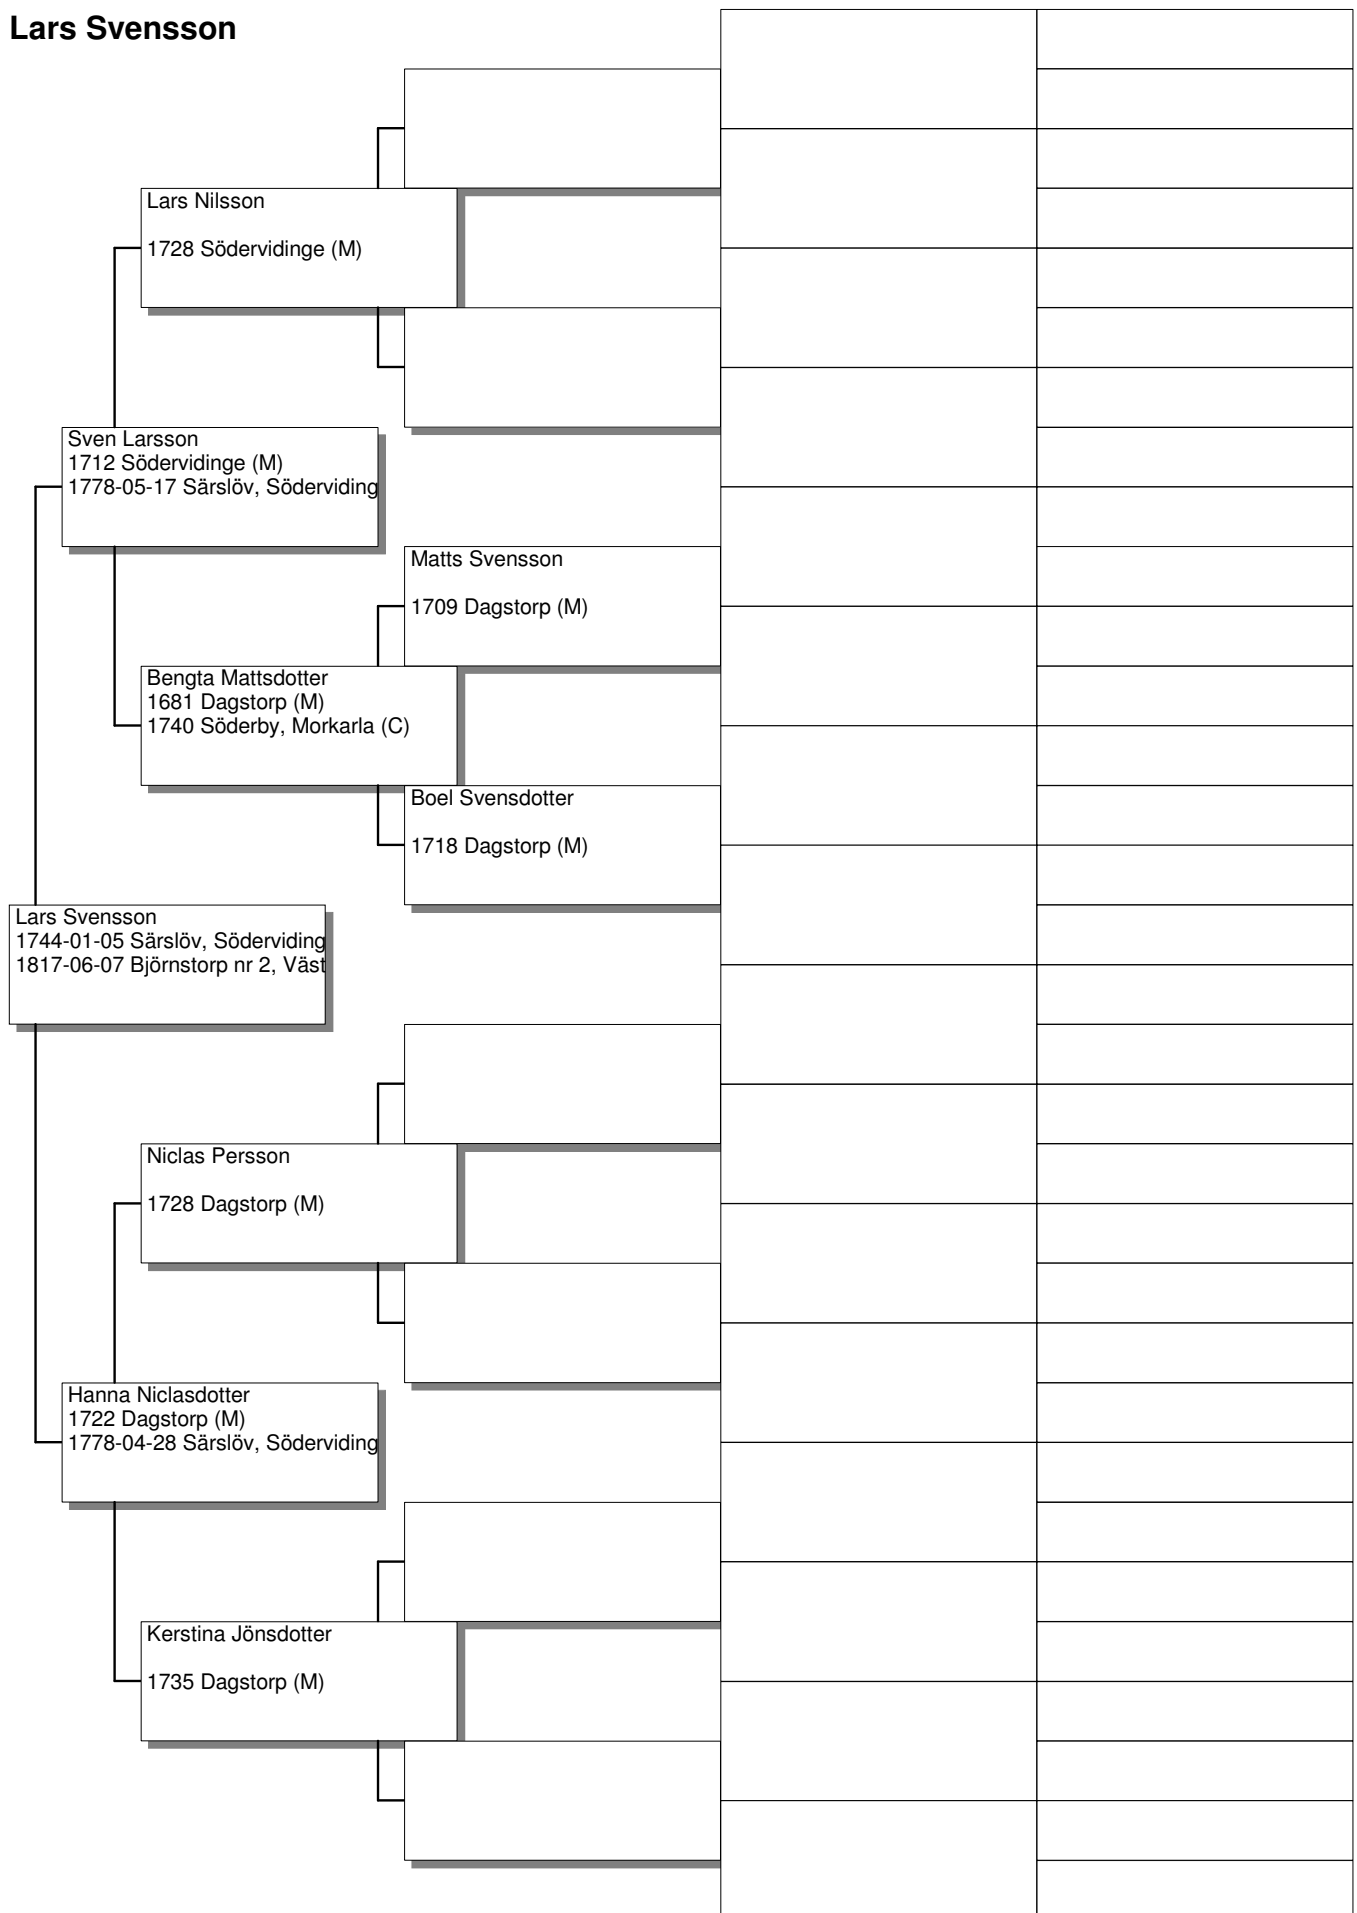 Lars Svensson
Lars Nilsson
1728 Södervidinge (M)
Sven Larsson
1712 Södervidinge (M)
1778-05-17 Särslöv, Söderviding
Matts Svensson
1709 Dagstorp (M)
Bengta Mattsdotter
1681 Dagstorp (M)
1740 Söderby, Morkarla (C)
Boel Svensdotter
1718 Dagstorp (M)
Lars Svensson
1744-01-05 Särslöv, Söderviding
1817-06-07 Björnstorp nr 2, Väst
Niclas Persson
1728 Dagstorp (M)
Hanna Niclasdotter
1722 Dagstorp (M)
1778-04-28 Särslöv, Söderviding
Kerstina Jönsdotter
1735 Dagstorp (M)